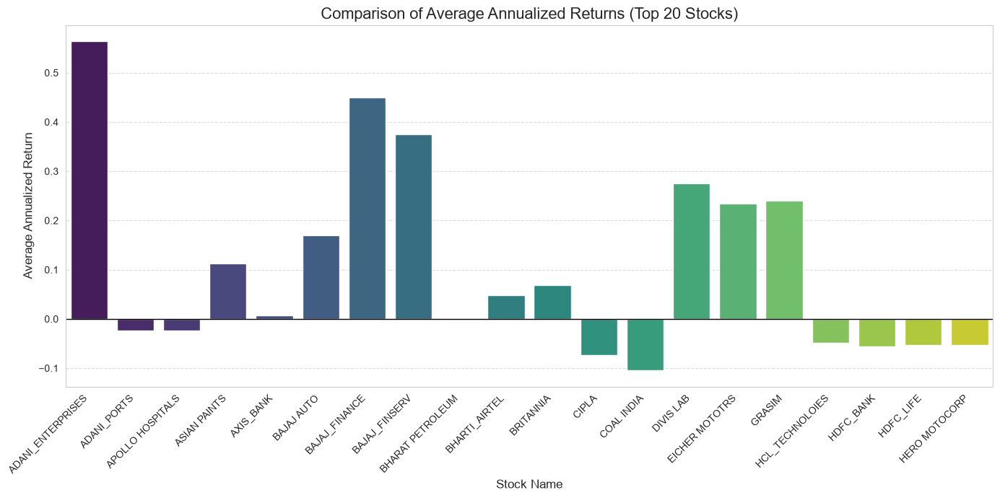 Comparison of Average Annualized Returns (Top 20 Stocks)
Average Annualized Return
0.5
0.4
0.3
0.2
0.1
0.0
−0.1
ADANI_ENTERPRISES
ADANI_PORTS
APOLLO HOSPITALS
ASIAN PAINTS
AXIS_BANK
BAJAJ AUTO
BAJAJ_FINANCE
BAJAJ_FINSERV
BHARAT PETROLEUM
BHARTI_AIRTEL
BRITANNIA
CIPLA
COAL INDIA
DIVIS LAB
EICHER MOTOTRS
GRASIM
HCL_TECHNOLOIES
HDFC_BANK
HDFC_LIFE
HERO MOTOCORP
Stock Name